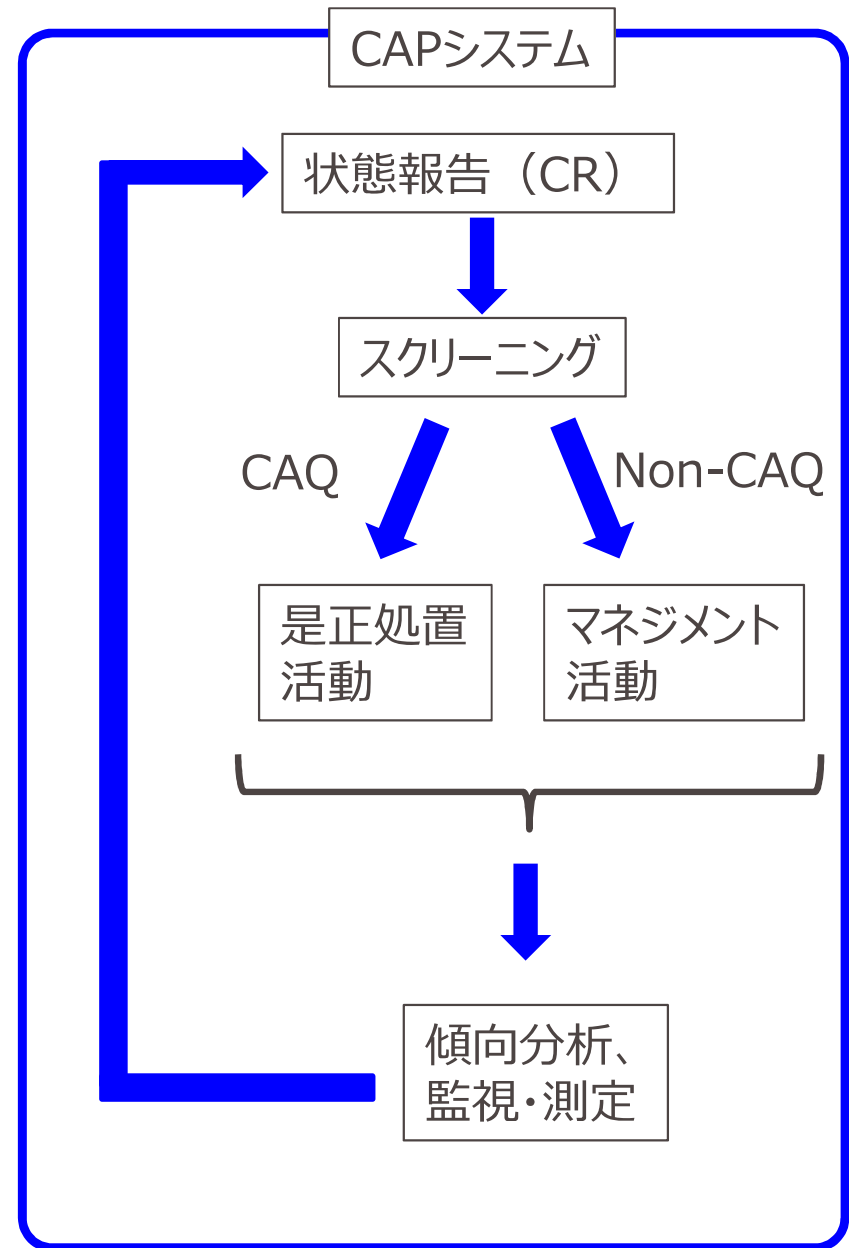 CAPシステム
状態報告（CR）
スクリーニング
CAQ
Non-CAQ
是正処置
活動
マネジメント
活動
傾向分析、
監視・測定